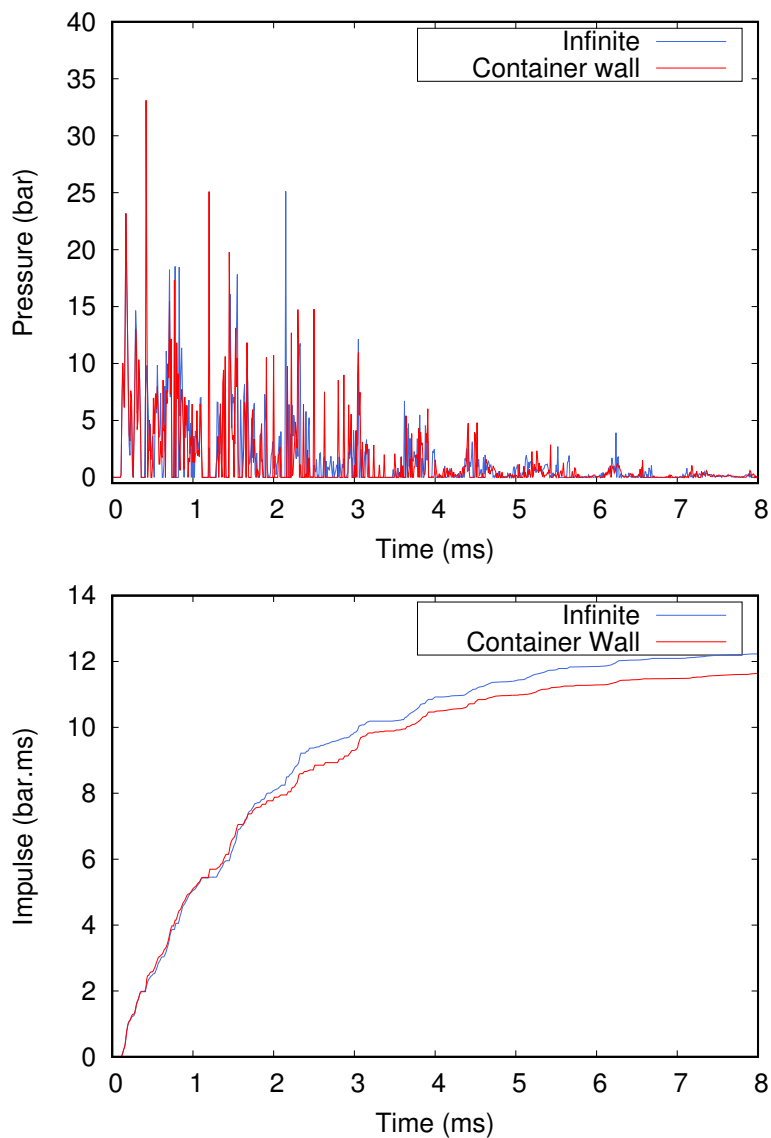 40
35
30
25
20
15
10
5
0
Pressure (bar)
Infinite
Container wall
0 1 2 3 4 5 6 7 8
Time (ms)
14
12
10
8
6
4
2
0
Impulse (bar.ms)
Infinite
Container Wall
0 1 2 3 4 5 6 7 8
Time (ms)